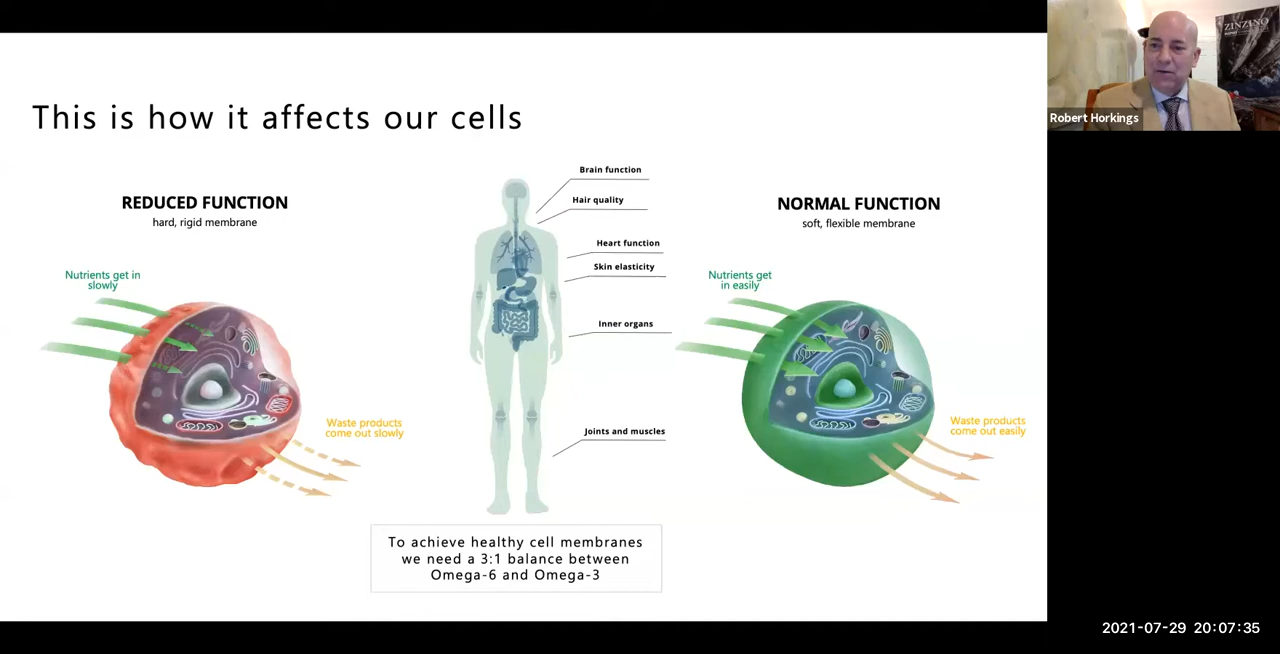 This is how it affects our cells
REDUCED FUNCTION
hard, rigid membrane
Nutrients get in
slowly
Waste products
come out slowly
Brain function
Hair quality
Heart function
Skin elasticity
Inner organs
Joints and muscles
NORMAL FUNCTION
soft, flexible membrane
Nutrients get
in easily
Waste products
come out easily
To achieve healthy cell membranes
we need a 3:1 balance between
Omega-6 and Omega-3
ZINZINO
Robert Horkings
2021-07-29 20:07:35